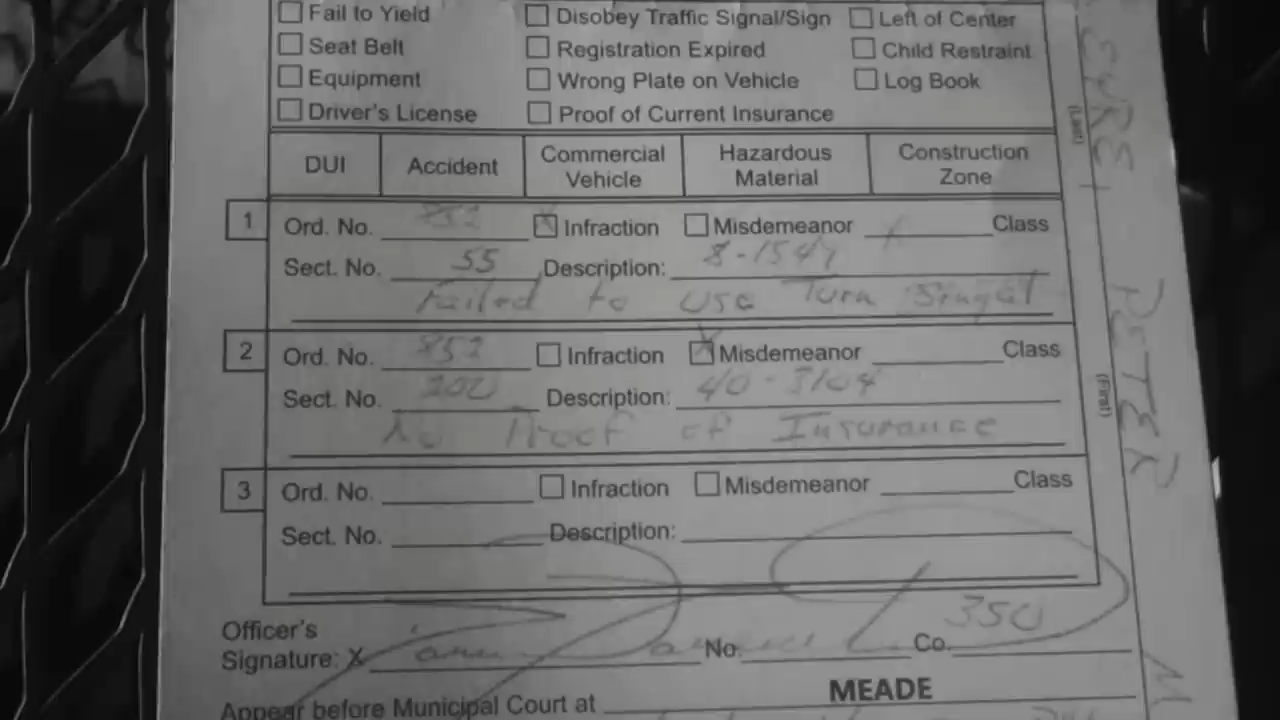 Fail to Yield Disobey Traffic Signal/Sign Left of Center
Seat Belt Registration Expired Child Restraint
Equipment Wrong Plate on Vehicle Log Book
Driver's License Proof of Current Insurance
DUI Accident Commercial Vehicle Hazardous Material Construction Zone
1 Ord. No. 852 Infraction Misdemeanor Class
Sect. No. 55 Description: 8-1547
Failed to use Turn Singal
2 Ord. No. 852 Infraction Misdemeanor Class
Sect. No. 200 Description: 40-3104
No Proof of Insurance
3 Ord. No. Infraction Misdemeanor Class
Sect. No. Description:
Officer's
Signature: X No. Co. 350
Appear before Municipal Court at MEADE
(Last)
(First)
PETER